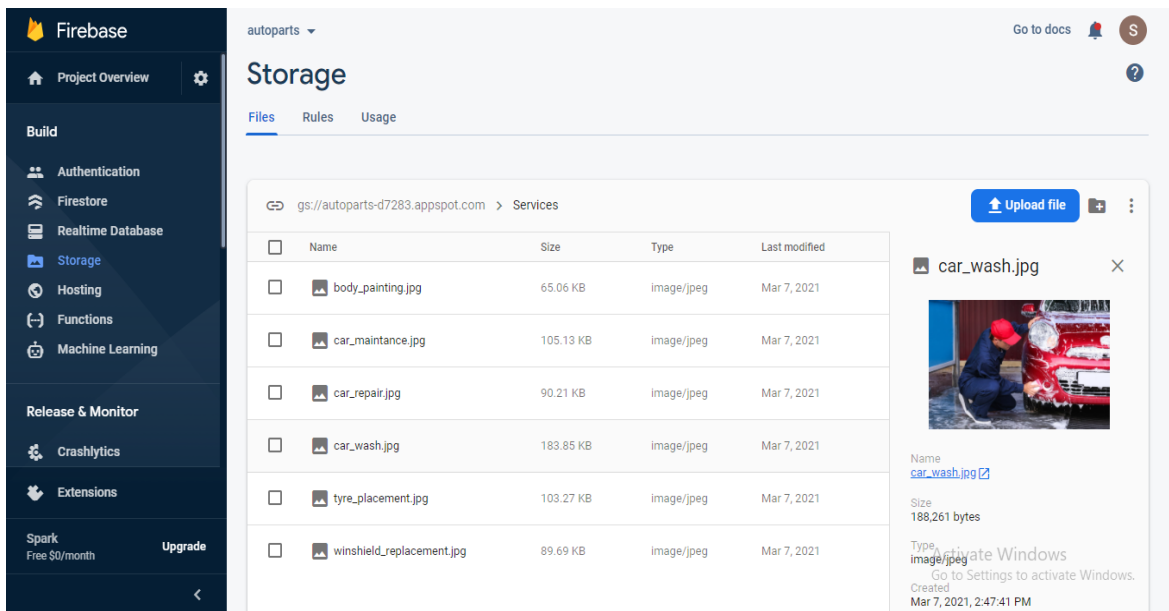 Firebase
Project Overview
Build
Authentication
Firestore
Realtime Database
Storage
Hosting
Functions
Machine Learning
Release & Monitor
Crashlytics
Extensions
Spark
Free $0/month
Upgrade
autoparts
Go to docs
S
Storage
Files Rules Usage
gs://autoparts-d7283.appspot.com > Services
Upload file
Name Size Type Last modified
body_painting.jpg 65.06 KB image/jpeg Mar 7, 2021
car_maintance.jpg 105.13 KB image/jpeg Mar 7, 2021
car_repair.jpg 90.21 KB image/jpeg Mar 7, 2021
car_wash.jpg 183.85 KB image/jpeg Mar 7, 2021
tyre_placement.jpg 103.27 KB image/jpeg Mar 7, 2021
winshield_replacement.jpg 89.69 KB image/jpeg Mar 7, 2021
car_wash.jpg
Name
car_wash.jpg
Size
188,261 bytes
Type
image/jpeg
Created
Mar 7, 2021, 2:47:41 PM
Activate Windows
Go to Settings to activate Windows.